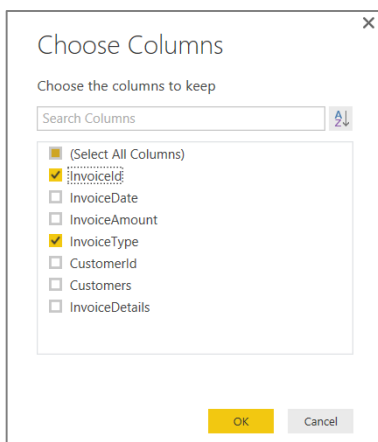 Choose Columns
Choose the columns to keep
Search Columns
(Select All Columns)
InvoiceId
InvoiceDate
InvoiceAmount
InvoiceType
CustomerId
Customers
InvoiceDetails
OK
Cancel